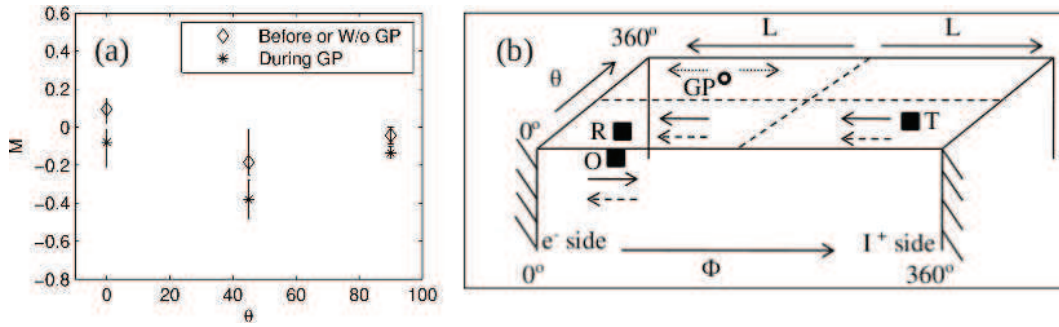 (a)
◇ Before or W/o GP
* During GP
0.6
0.4
0.2
0
−0.2
−0.4
−0.6
−0.8
M
0 20 40 60 80 100
θ
(b)
360°
L L
θ
GP
0°
R
T
O
e⁻ side I⁺ side
0° Φ 360°